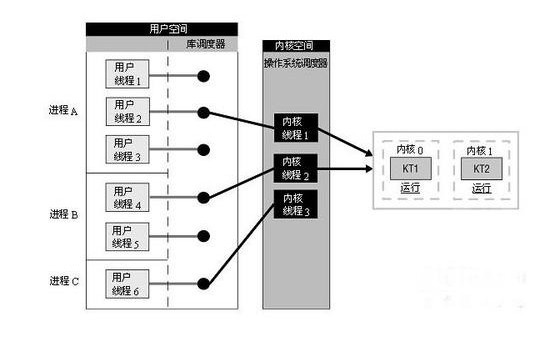 用户空间
库调度器
内核空间
操作系统调度器
进程 A
用户
线程 1
用户
线程 2
用户
线程 3
进程 B
用户
线程 4
用户
线程 5
进程 C
用户
线程 6
内核
线程 1
内核
线程 2
内核
线程 3
内核 0
KT1
运行
内核 1
KT2
运行